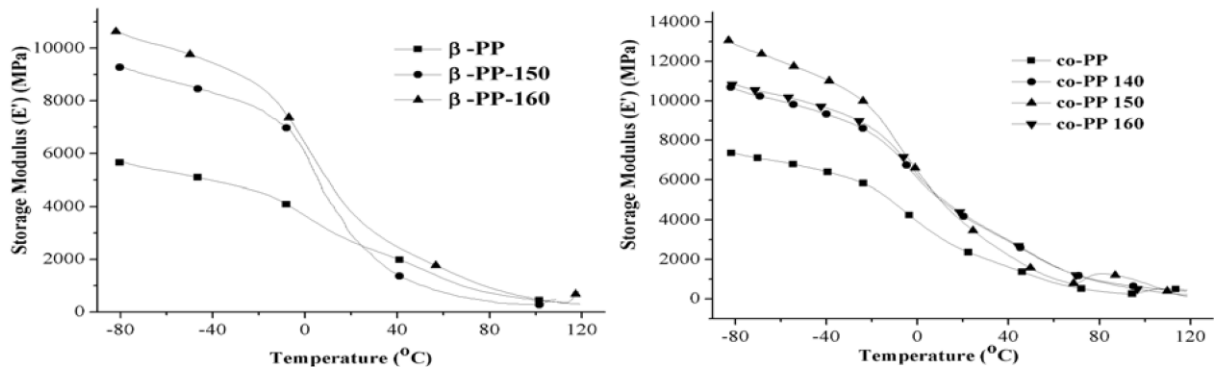 10000
8000
6000
4000
2000
0
Storage Modulus (E') (MPa)
β -PP
β -PP-150
β -PP-160
-80
-40
0
40
80
120
Temperature (°C)
14000
12000
10000
8000
6000
4000
2000
0
Storage Modulus (E') (MPa)
co-PP
co-PP 140
co-PP 150
co-PP 160
-80
-40
0
40
80
120
Temperature (°C)